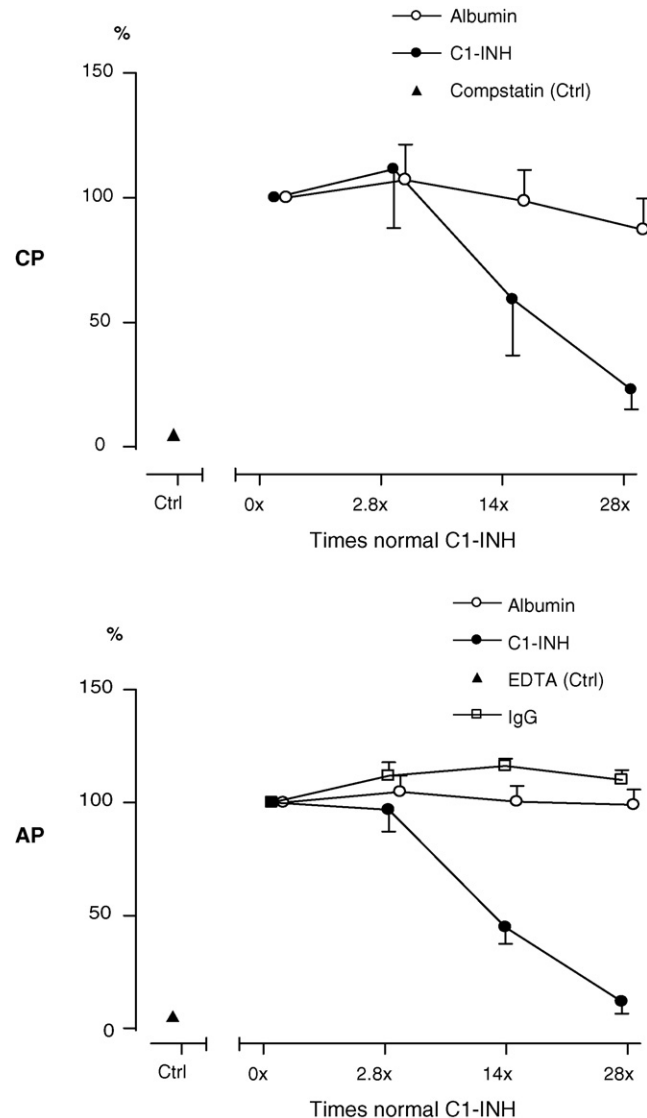 Albumin
%
C1-INH
150
Compstatin (Ctrl)
100
CP
50
0
Ctrl
0x 2.8x 14x 28x
Times normal C1-INH
Albumin
%
C1-INH
EDTA (Ctrl)
150
IgG
100
AP
50
0
Ctrl
0x 2.8x 14x 28x
Times normal C1-INH